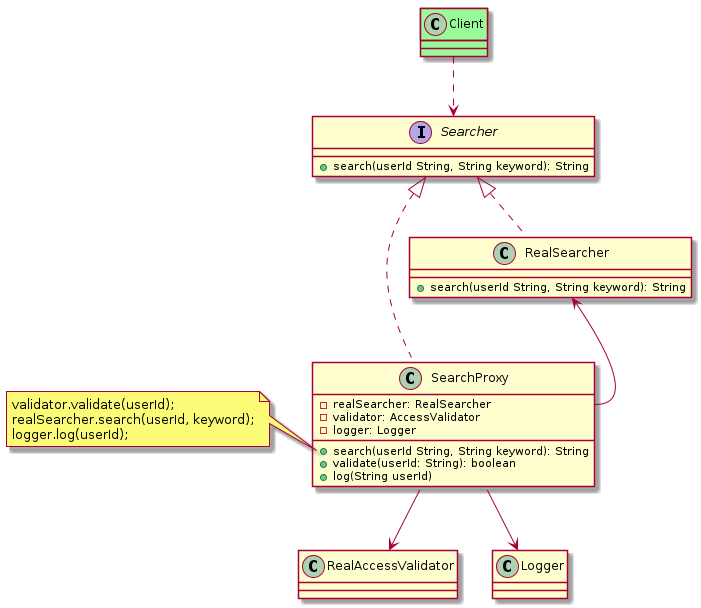 C Client
I Searcher
search(userId String, String keyword): String
C RealSearcher
search(userId String, String keyword): String
C SearchProxy
realSearcher: RealSearcher
validator: AccessValidator
logger: Logger
search(userId String, String keyword): String
validate(userId: String): boolean
log(String userId)
validator.validate(userId);
realSearcher.search(userId, keyword);
logger.log(userId);
C RealAccessValidator
C Logger